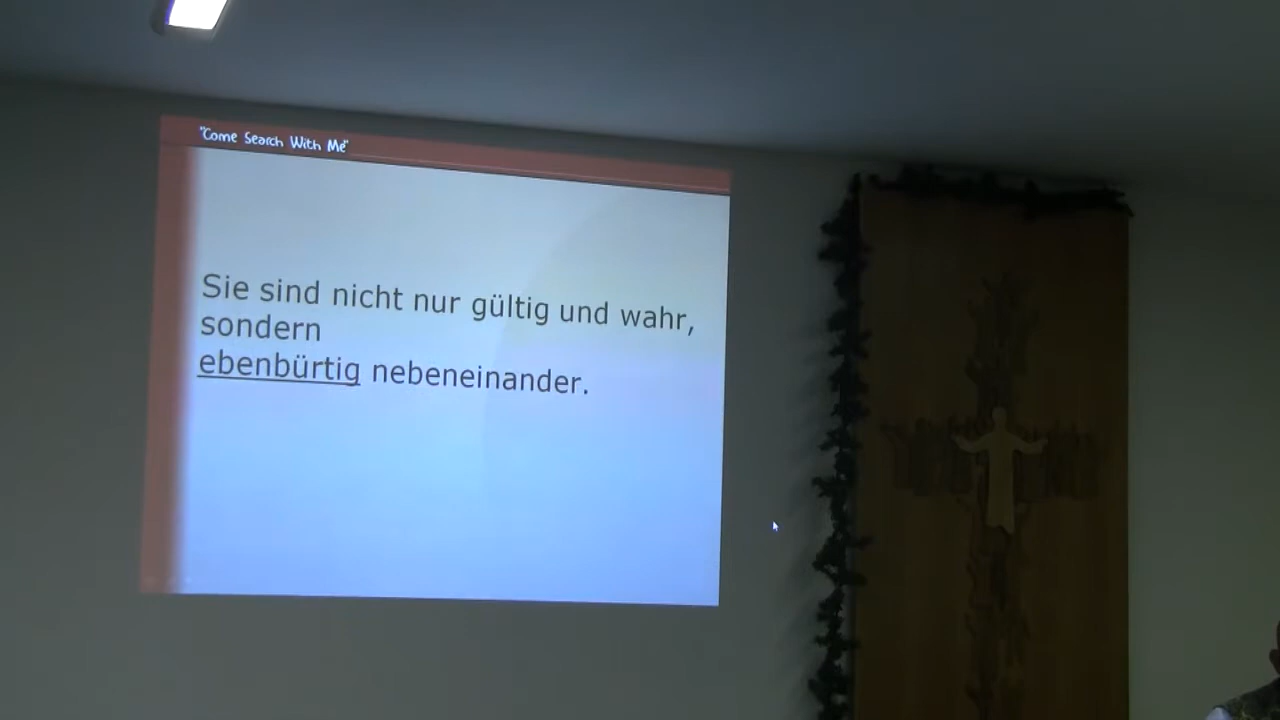 "Come Search With Me"
Sie sind nicht nur gültig und wahr,
sondern
ebenbürtig nebeneinander.